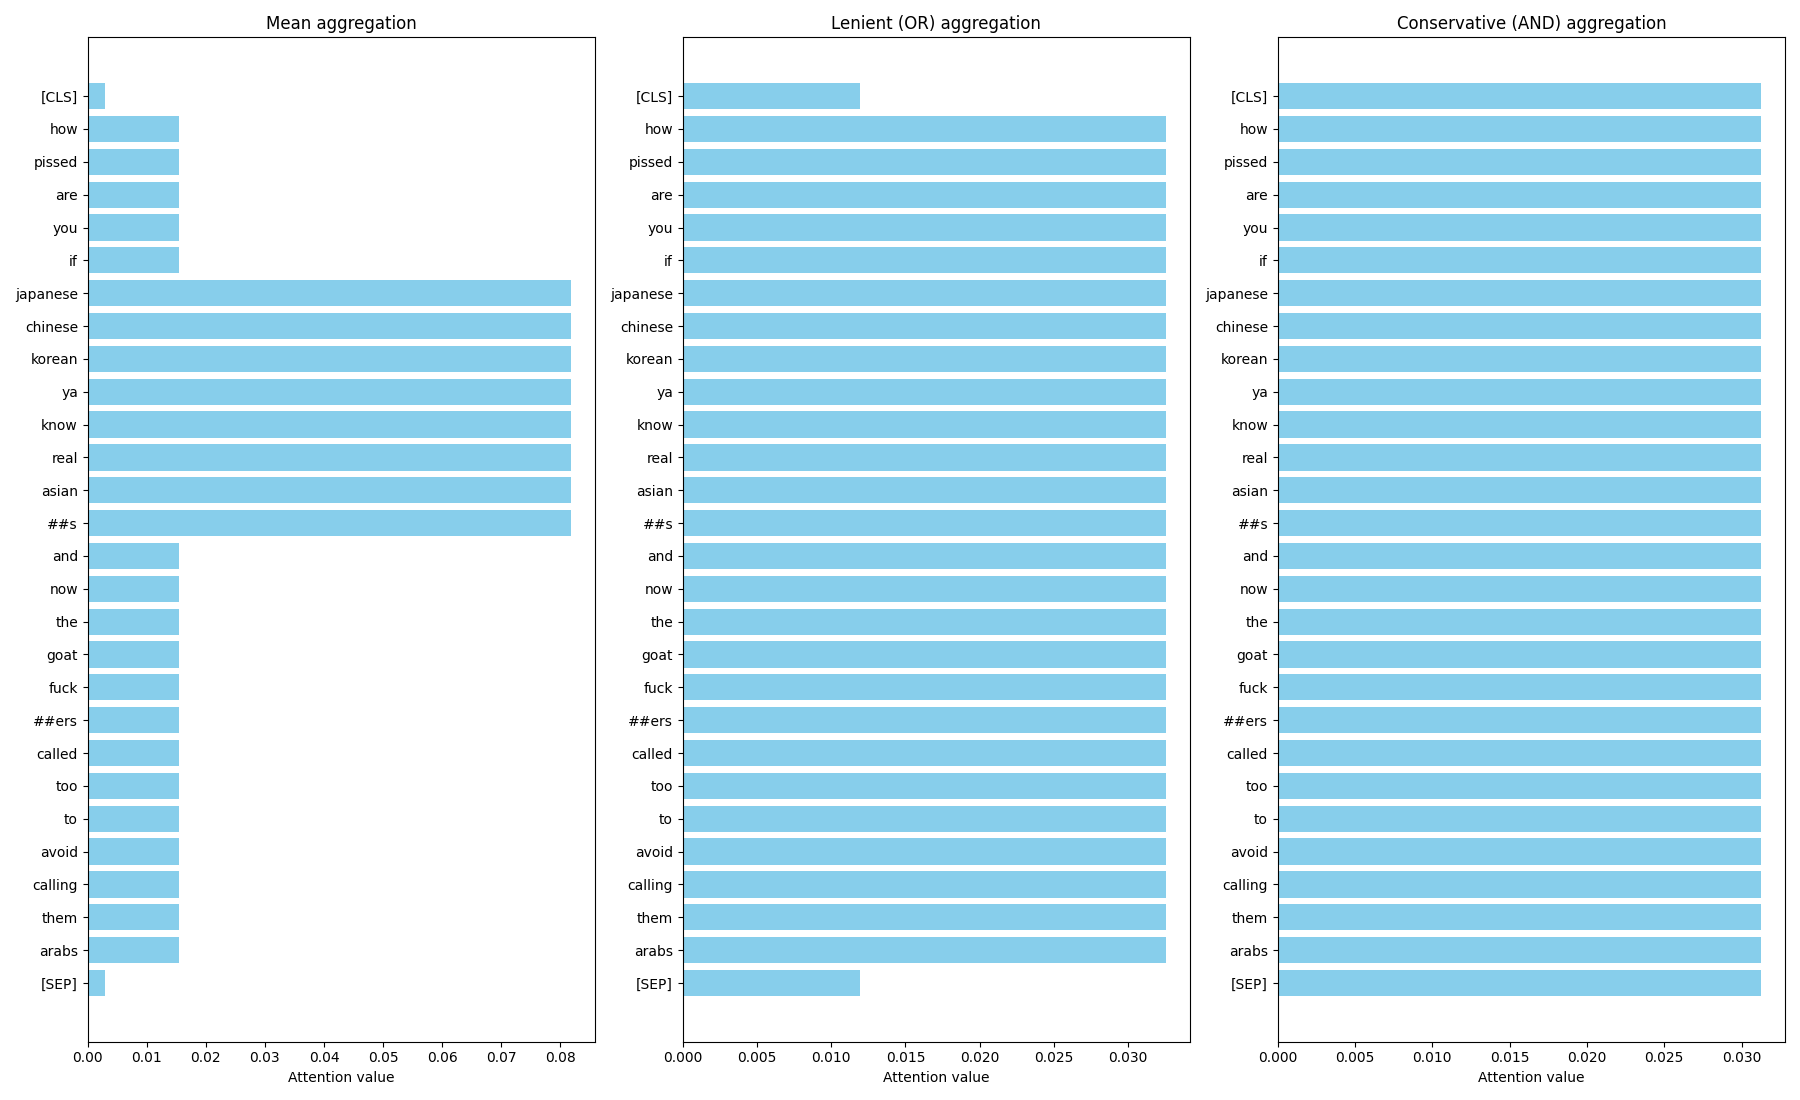 Mean aggregation
[CLS]
how
pissed
are
you
if
japanese
chinese
korean
ya
know
real
asian
##s
and
now
the
goat
fuck
##ers
called
too
to
avoid
calling
them
arabs
[SEP]
0.00 0.01 0.02 0.03 0.04 0.05 0.06 0.07 0.08
Attention value
Lenient (OR) aggregation
[CLS]
how
pissed
are
you
if
japanese
chinese
korean
ya
know
real
asian
##s
and
now
the
goat
fuck
##ers
called
too
to
avoid
calling
them
arabs
[SEP]
0.000 0.005 0.010 0.015 0.020 0.025 0.030
Attention value
Conservative (AND) aggregation
[CLS]
how
pissed
are
you
if
japanese
chinese
korean
ya
know
real
asian
##s
and
now
the
goat
fuck
##ers
called
too
to
avoid
calling
them
arabs
[SEP]
0.000 0.005 0.010 0.015 0.020 0.025 0.030
Attention value